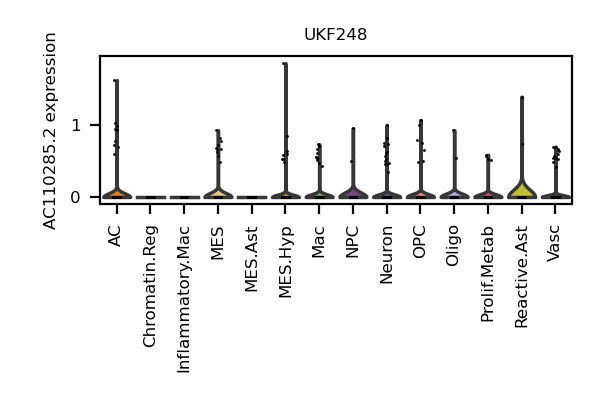 UKF248
AC110285.2 expression
1
0
AC
Chromatin.Reg
Inflammatory.Mac
MES
MES.Ast
MES.Hyp
Mac
NPC
Neuron
OPC
Oligo
Prolif.Metab
Reactive.Ast
Vasc